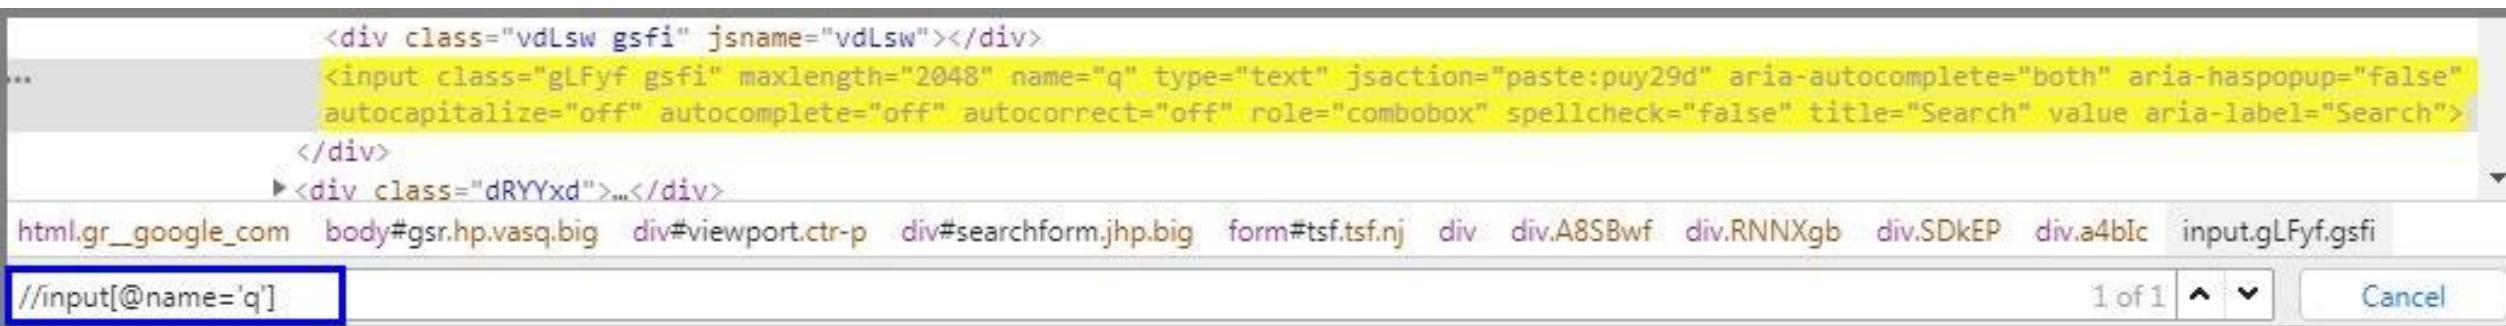 <div class="vdLsw gsfi" jsname="vdLsw"></div>
... <input class="gLFyf gsfi" maxlength="2048" name="q" type="text" jsaction="paste:puy29d" aria-autocomplete="both" aria-haspopup="false"
autocapitalize="off" autocomplete="off" autocorrect="off" role="combobox" spellcheck="false" title="Search" value aria-label="Search">
</div>
<div class="dRYYxd">…</div>
html.gr__google_com body#gsr.hp.vasq.big div#viewport.ctr-p div#searchform.jhp.big form#tsf.tsf.nj div div.A8SBwf div.RNNXgb div.SDkEP div.a4bIc input.gLFyf.gsfi
//input[@name='q'] 1 of 1 Cancel